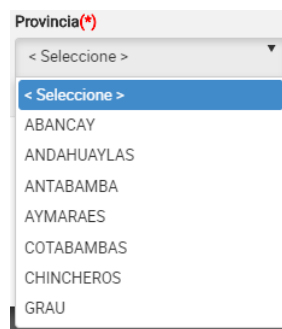 Provincia(*)
< Seleccione >
< Seleccione >
ABANCAY
ANDAHUAYLAS
ANTABAMBA
AYMARAES
COTABAMBAS
CHINCHEROS
GRAU